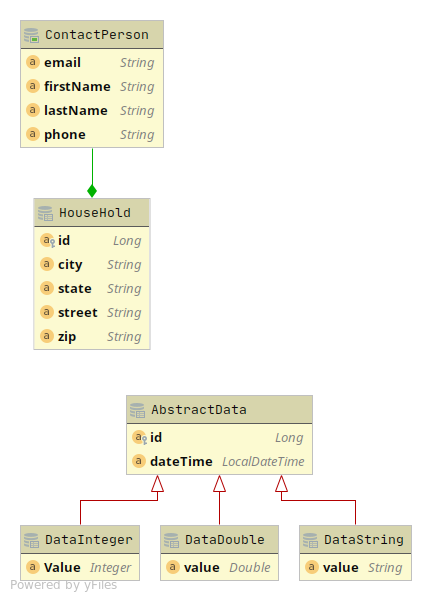 ContactPerson
a email String
a firstName String
a lastName String
a phone String
HouseHold
a id Long
a city String
a state String
a street String
a zip String
AbstractData
a id Long
a dateTime LocalDateTime
DataInteger
a Value Integer
DataDouble
a value Double
DataString
a value String
Powered by yFiles